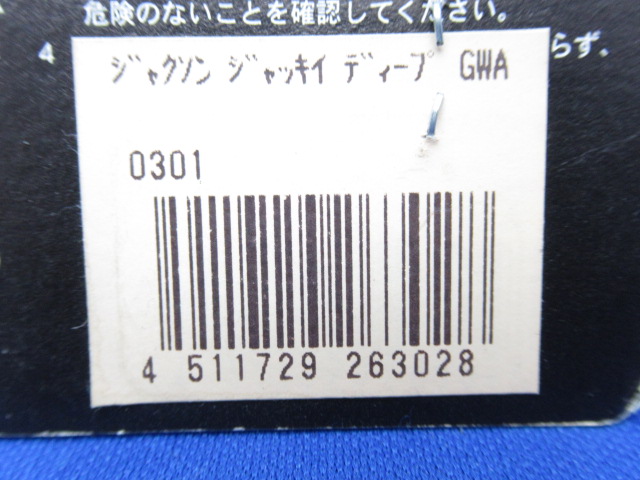 危険のないことを確認してください。
4 らず、
ジャクソン ジャッキイ ディープ GWA
0301
4 511729 263028